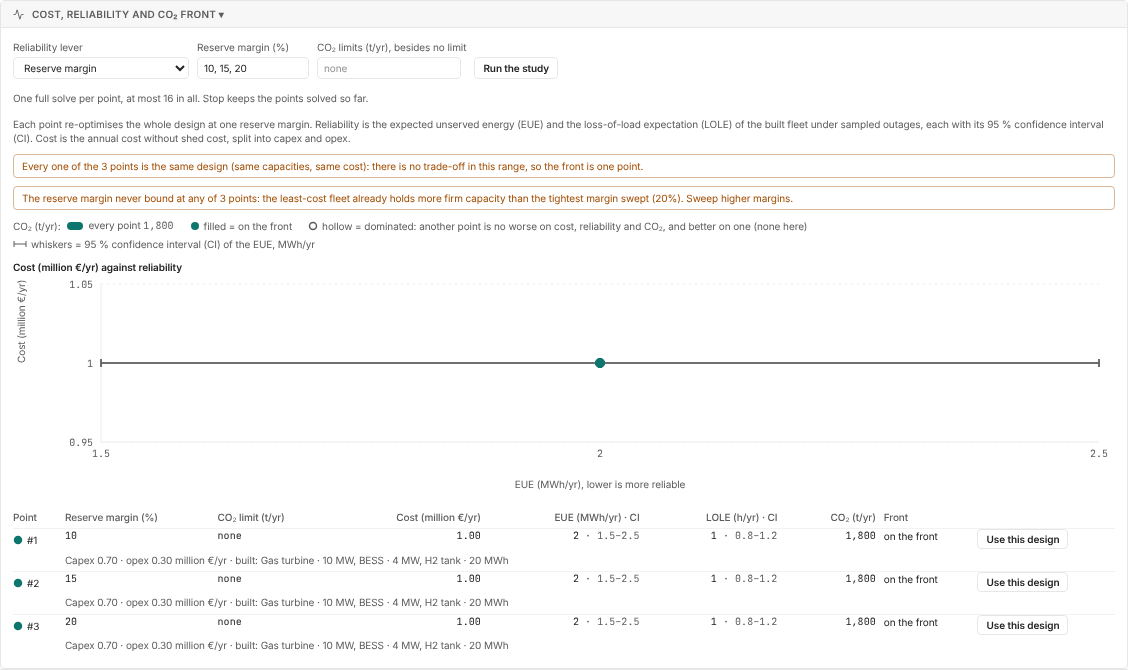 COST, RELIABILITY AND CO₂ FRONT ▾
Reliability lever
Reserve margin (%)
CO₂ limits (t/yr), besides no limit
Reserve margin
10, 15, 20
none
Run the study
One full solve per point, at most 16 in all. Stop keeps the points solved so far.
Each point re-optimises the whole design at one reserve margin. Reliability is the expected unserved energy (EUE) and the loss-of-load expectation (LOLE) of the built fleet under sampled outages, each with its 95 % confidence interval
(CI). Cost is the annual cost without shed cost, split into capex and opex.
Every one of the 3 points is the same design (same capacities, same cost): there is no trade-off in this range, so the front is one point.
The reserve margin never bound at any of 3 points: the least-cost fleet already holds more firm capacity than the tightest margin swept (20%). Sweep higher margins.
CO₂ (t/yr): every point 1,800 filled = on the front hollow = dominated: another point is no worse on cost, reliability and CO₂, and better on one (none here)
whiskers = 95 % confidence interval (CI) of the EUE, MWh/yr
Cost (million €/yr) against reliability
Cost (million €/yr)
1.05
1
0.95
1.5 2 2.5
EUE (MWh/yr), lower is more reliable
Point Reserve margin (%) CO₂ limit (t/yr) Cost (million €/yr) EUE (MWh/yr) · CI LOLE (h/yr) · CI CO₂ (t/yr) Front
#1 10 none 1.00 2 · 1.5–2.5 1 · 0.8–1.2 1,800 on the front Use this design
Capex 0.70 · opex 0.30 million €/yr · built: Gas turbine · 10 MW, BESS · 4 MW, H2 tank · 20 MWh
#2 15 none 1.00 2 · 1.5–2.5 1 · 0.8–1.2 1,800 on the front Use this design
Capex 0.70 · opex 0.30 million €/yr · built: Gas turbine · 10 MW, BESS · 4 MW, H2 tank · 20 MWh
#3 20 none 1.00 2 · 1.5–2.5 1 · 0.8–1.2 1,800 on the front Use this design
Capex 0.70 · opex 0.30 million €/yr · built: Gas turbine · 10 MW, BESS · 4 MW, H2 tank · 20 MWh